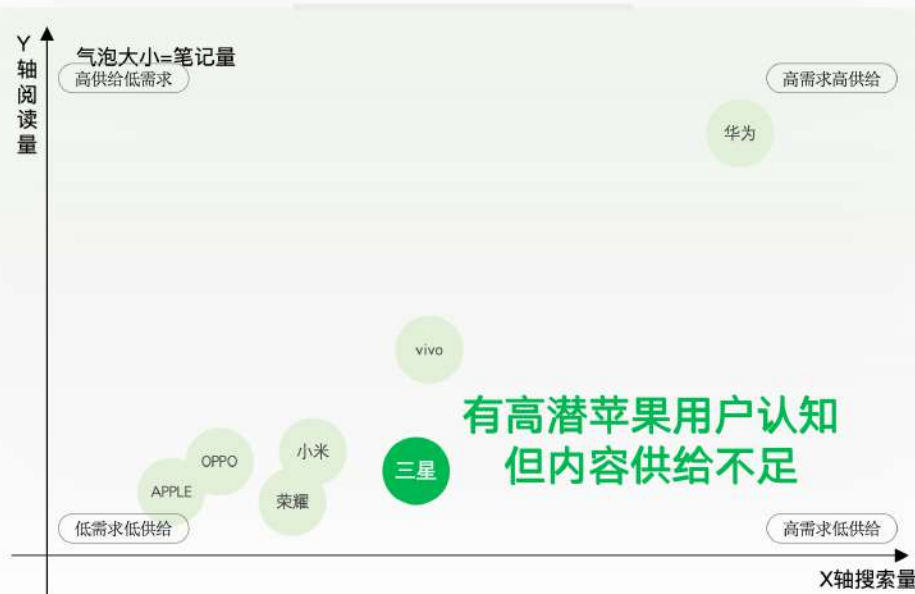 Y轴阅读量
气泡大小=笔记量
高供给低需求
高需求高供给
华为
vivo
有高潜苹果用户认知
但内容供给不足
小米
OPPO
三星
APPLE
荣耀
低需求低供给
高需求低供给
X轴搜索量